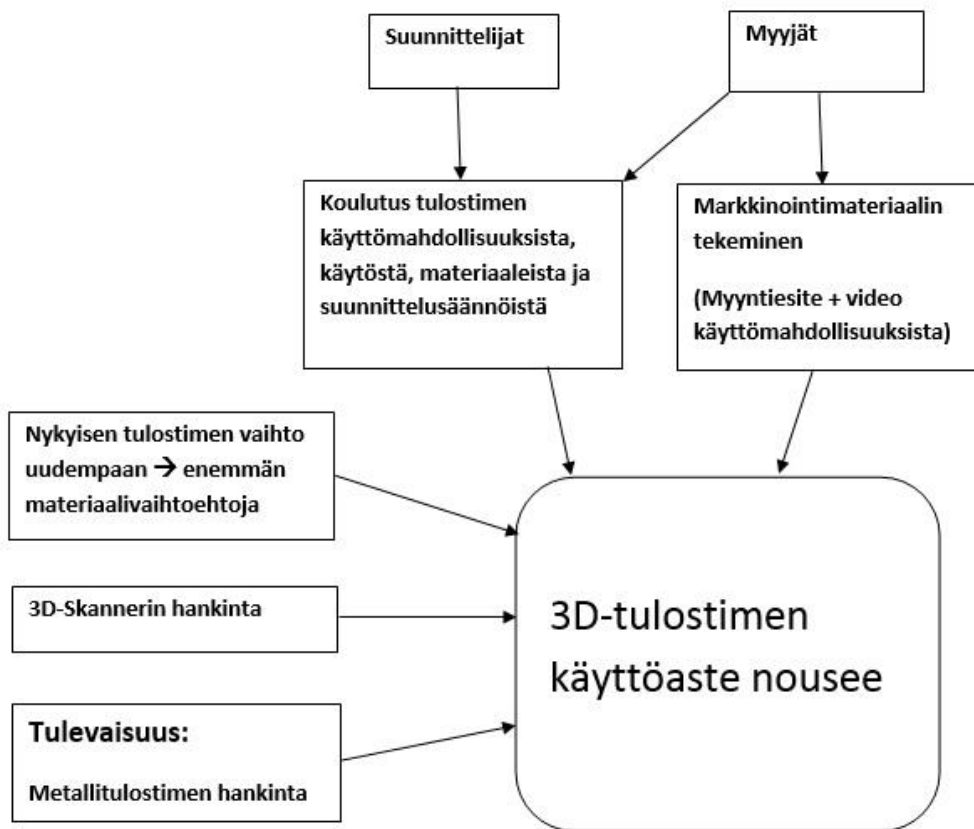 Suunnittelijat
Myyjät
Koulutus tulostimen
käyttömahdollisuuksista,
käytöstä, materiaaleista ja
suunnittelusäännöistä
Markkinointimateriaalin
tekeminen
(Myyntiesite + video
käyttömahdollisuuksista)
Nykyisen tulostimen vaihto
uudempaan → enemmän
materiaalivaihtoehtoja
3D-Skannerin hankinta
Tulevaisuus:
Metallitulostimen hankinta
3D-tulostimen
käyttöaste nousee